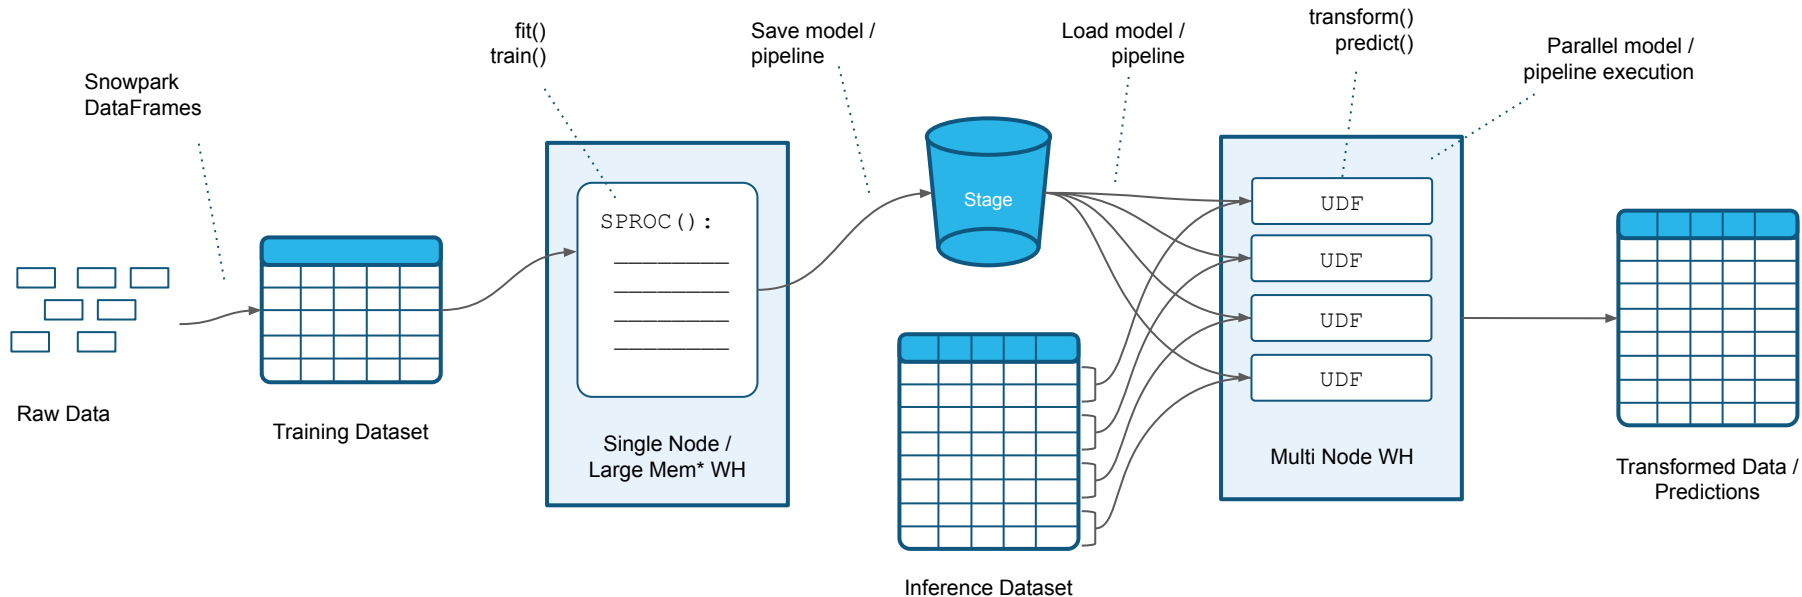 Snowpark
DataFrames
fit()
train()
Save model /
pipeline
Load model /
pipeline
transform()
predict()
Parallel model /
pipeline execution
Raw Data
Training Dataset
SPROC():
Single Node /
Large Mem* WH
Stage
Inference Dataset
UDF
UDF
UDF
UDF
Multi Node WH
Transformed Data /
Predictions